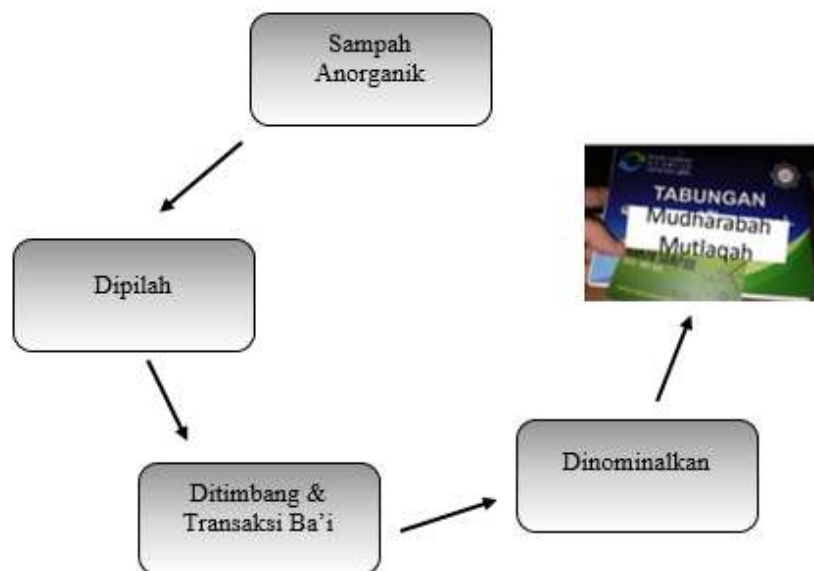 Sampah
Anorganik
TABUNGAN
Mudharabah
Mutlaqah
Dipilah
Dinominalkan
Ditimbang &
Transaksi Ba’i